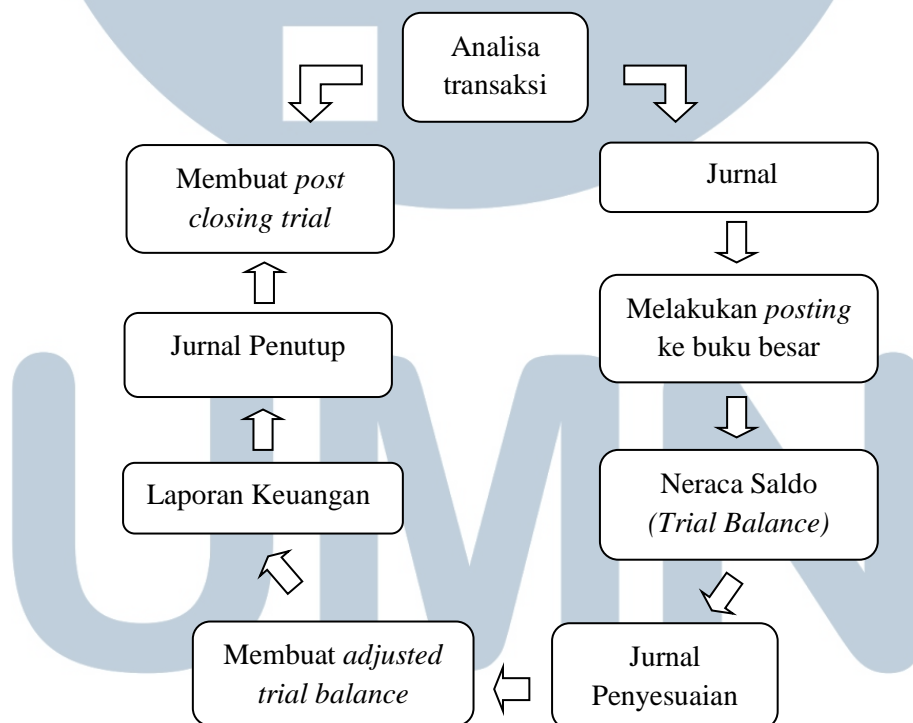 Analisa
transaksi
Jurnal
Melakukan posting
ke buku besar
Neraca Saldo
(Trial Balance)
Jurnal
Penyesuaian
Membuat adjusted
trial balance
Laporan Keuangan
Jurnal Penutup
Membuat post
closing trial
UMN